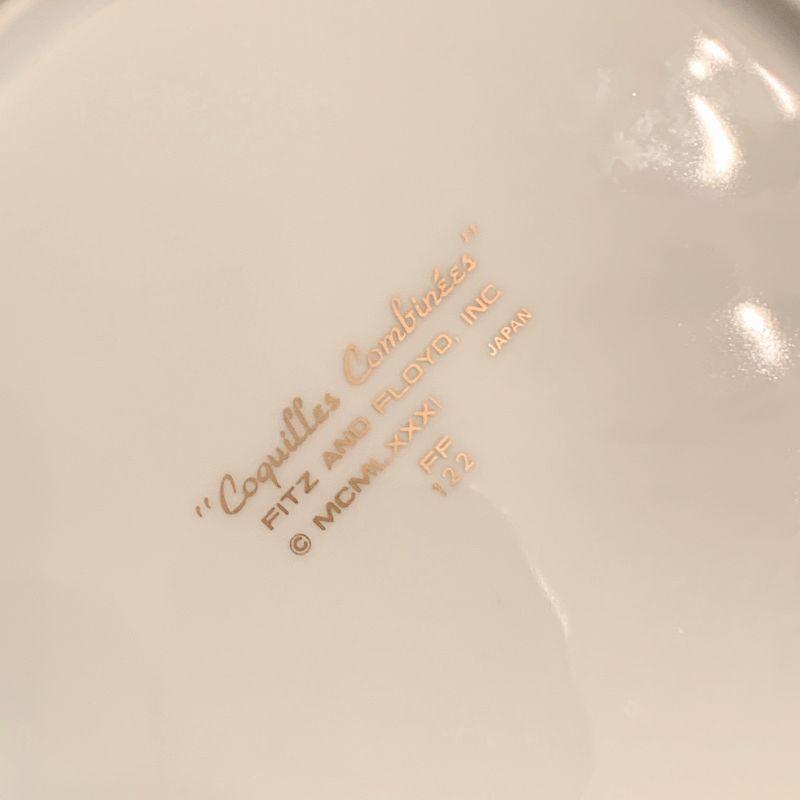 "Coquilles Combinées"
FITZ AND FLOYD, INC
© MCMLXXXI JAPAN
FF
122